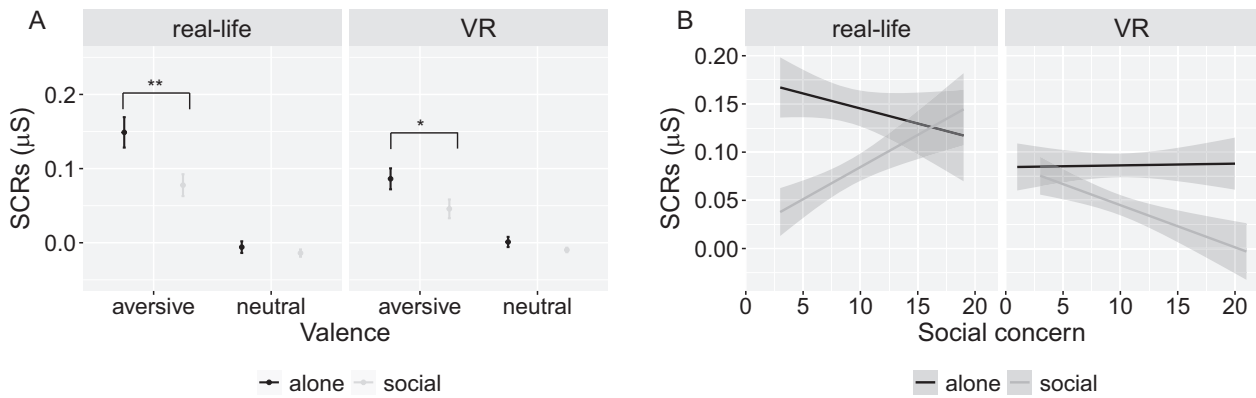 A
real-life
VR
SCRs (μS)
0.2
0.1
0.0
**
*
aversive
neutral
aversive
neutral
Valence
alone
social
B
real-life
VR
SCRs (μS)
0.20
0.15
0.10
0.05
0.00
0 5 10 15 20
0 5 10 15 20
Social concern
alone
social